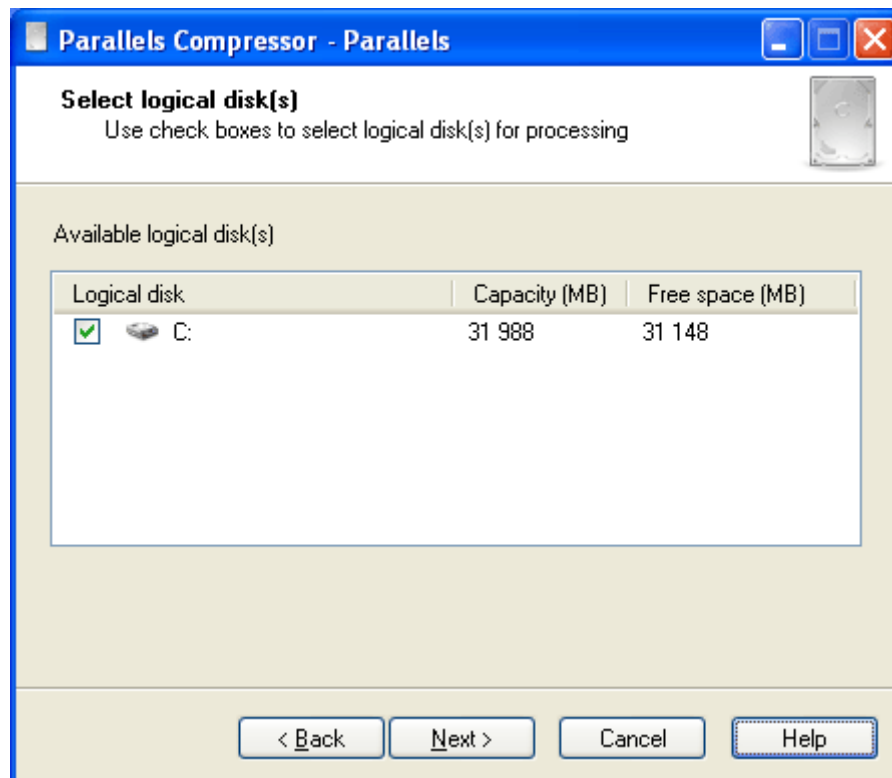 Parallels Compressor - Parallels
Select logical disk(s)
Use check boxes to select logical disk(s) for processing
Available logical disk(s)
Logical disk Capacity (MB) Free space (MB)
C: 31 988 31 148
< Back Next > Cancel Help